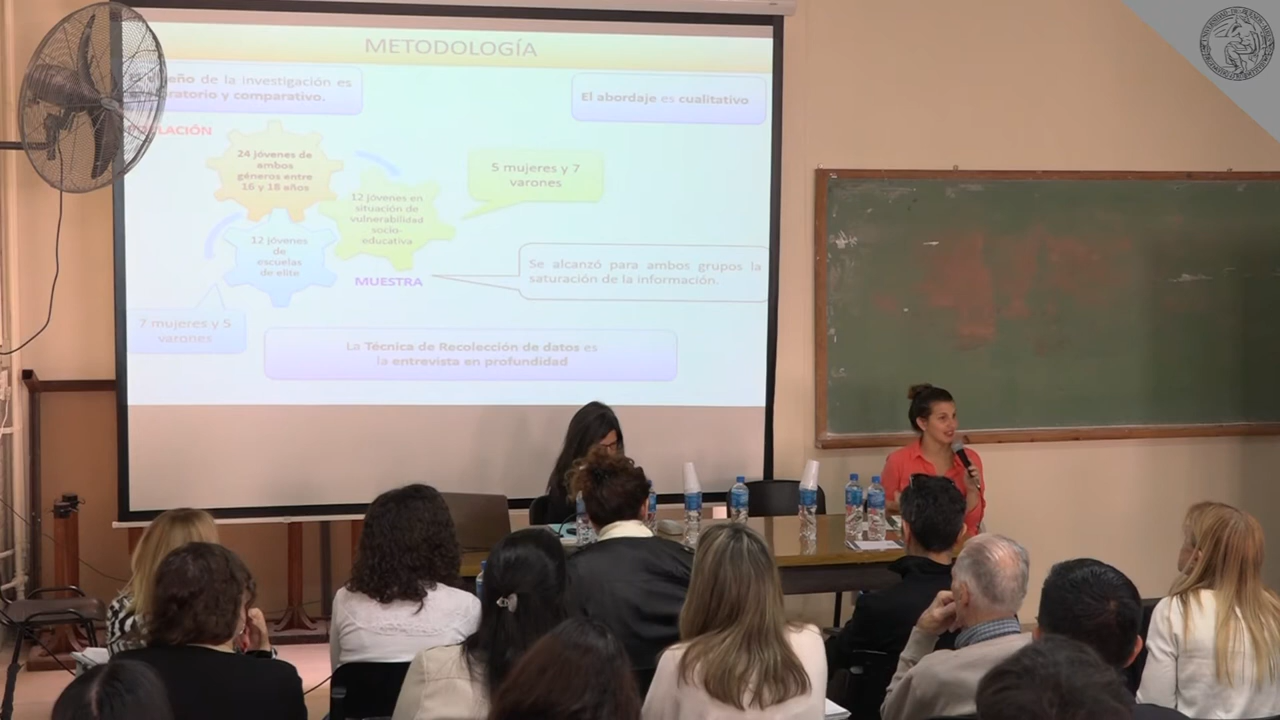 METODOLOGÍA
de la investigación es
y comparativo.
El abordaje es cualitativo
24 jóvenes de
ambos
géneros entre
16 y 18 años
5 mujeres y 7
varones
12 jóvenes en
situación de
vulnerabilidad
socio-
educativa
12 jóvenes
de
escuelas
de elite
MUESTRA
Se alcanzó para ambos grupos la
saturación de la información.
7 mujeres y 5
varones
La Técnica de Recolección de datos es
la entrevista en profundidad